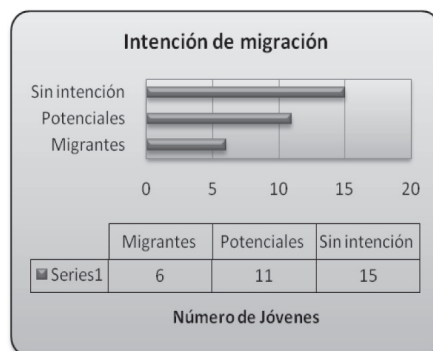 Intención de migración
Sin intención
Potenciales
Migrantes
0 5 10 15 20
Migrantes Potenciales Sin intención
Series1 6 11 15
Número de Jóvenes